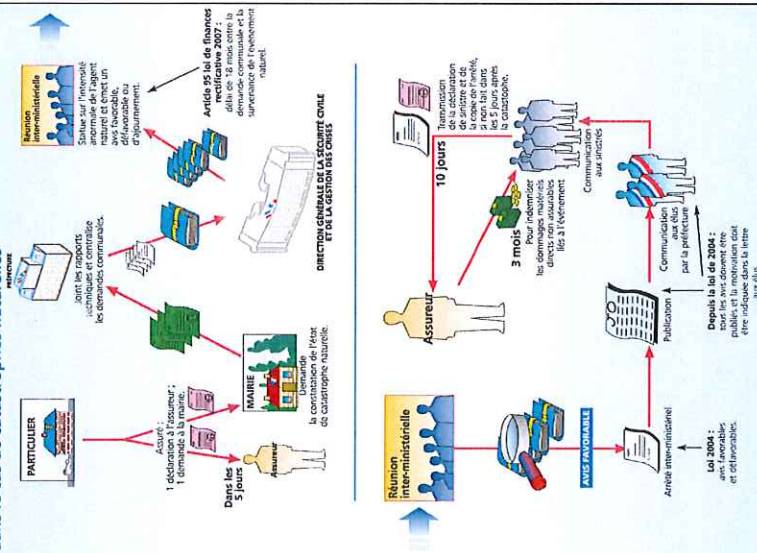 PARTICULIER
Assuré :
1 déclaration à l'assureur ;
1 demande à la mairie.
Dans les
5 jours
Assureur
MAIRIE
Demande
la constatation de l'état
de catastrophe naturelle.
PRÉFECTURE
Joint les rapports
techniques et centralise
les demandes communales.
DIRECTION GÉNÉRALE DE LA SÉCURITÉ CIVILE
ET DE LA GESTION DES CRISES
Réunion
inter-ministérielle
Statue sur l'intensité
anormale de l'agent
naturel et émet un
avis favorable,
défavorable ou
d'ajournement.
Article 95 loi de finances
rectificative 2007 :
délai de 18 mois entre la
demande communale et la
survenance de l'événement
naturel.
Réunion
inter-ministérielle
AVIS FAVORABLE
Arrêté inter-ministériel
Loi 2004 :
avis favorables
et défavorables.
Publication
Depuis la loi de 2004 :
tous les avis doivent être
publiés et la motivation doit
être indiquée dans la lettre
aux élus
Communication
aux élus
par la préfecture
Communication
aux sinistrés
Transmission
de la déclaration
de sinistre et de
la copie de l'arrêté,
si non fait dans
les 5 jours après
la catastrophe.
10 jours
Assureur
3 mois
Pour indemniser
les dommages matériels
directs non assurables
liés à l'événement